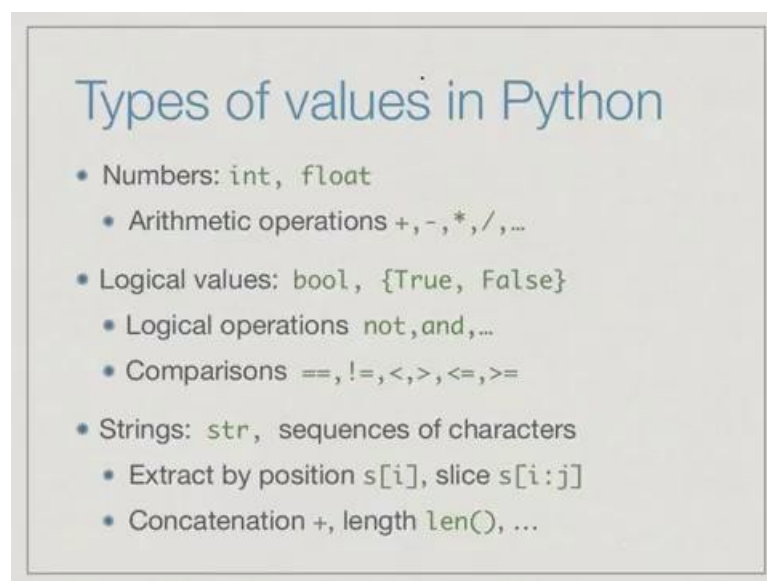 Types of values in Python
• Numbers: int, float
• Arithmetic operations +,-,*,/,…
• Logical values: bool, {True, False}
• Logical operations not,and,…
• Comparisons ==,!=,<,>,<=,>=
• Strings: str, sequences of characters
• Extract by position s[i], slice s[i:j]
• Concatenation +, length len(), …